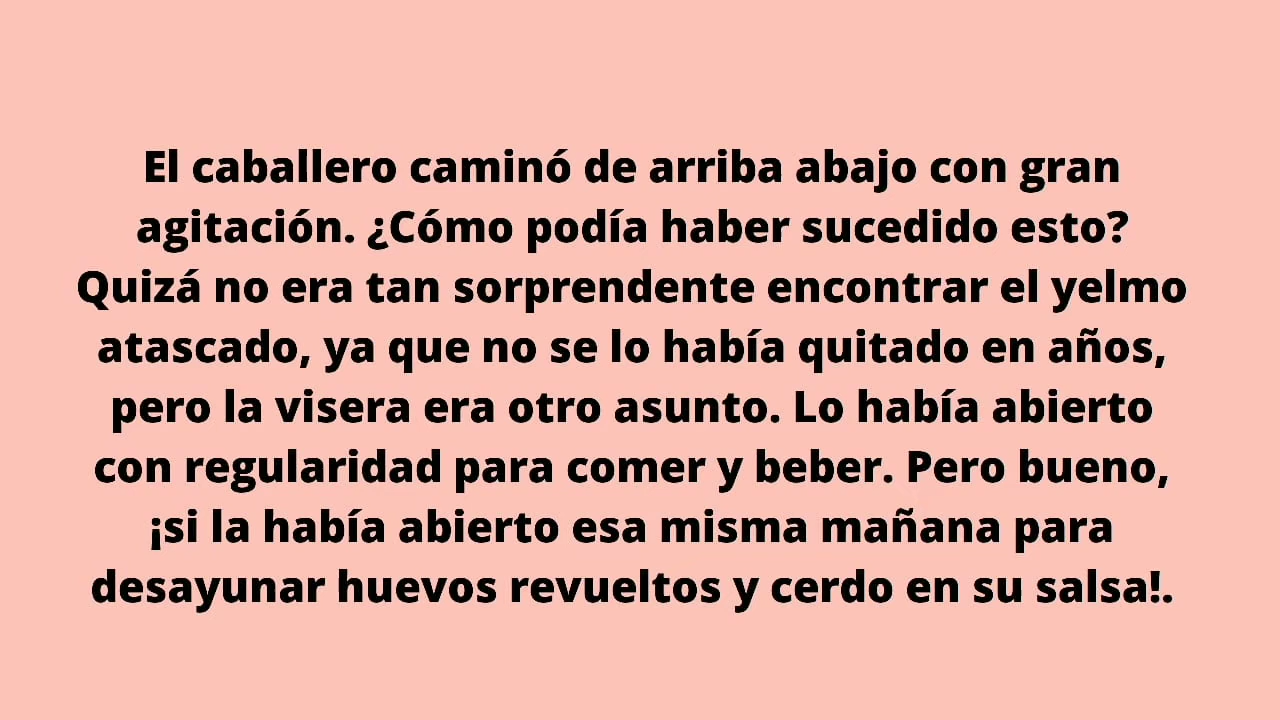 El caballero caminó de arriba abajo con gran
agitación. ¿Cómo podía haber sucedido esto?
Quizá no era tan sorprendente encontrar el yelmo
atascado, ya que no se lo había quitado en años,
pero la visera era otro asunto. Lo había abierto
con regularidad para comer y beber. Pero bueno,
¡si la había abierto esa misma mañana para
desayunar huevos revueltos y cerdo en su salsa!.